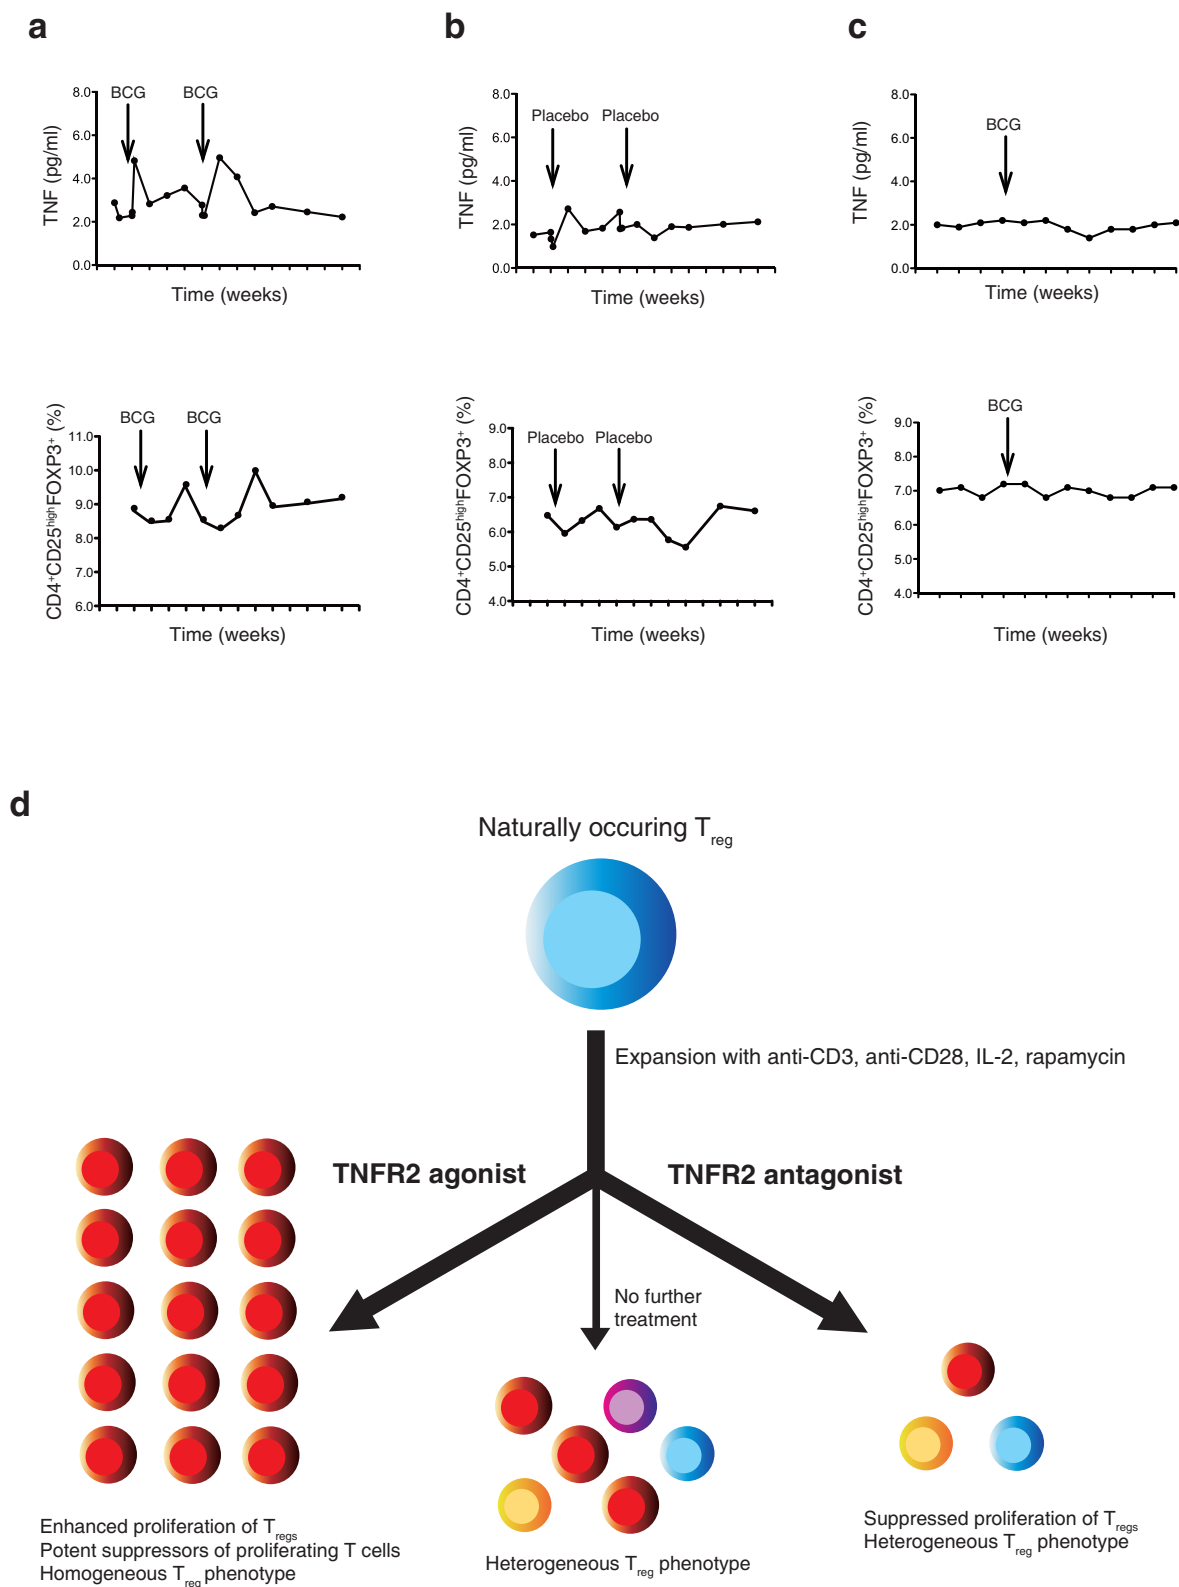 a
b
c
BCG
BCG
8.0
6.0
4.0
2.0
0.0
TNF (pg/ml)
Time (weeks)
Placebo
Placebo
8.0
6.0
4.0
2.0
0.0
TNF (pg/ml)
Time (weeks)
BCG
8.0
6.0
4.0
2.0
0.0
TNF (pg/ml)
Time (weeks)
BCG
BCG
11.0
10.0
9.0
8.0
7.0
6.0
CD4+CD25highFOXP3+ (%)
Time (weeks)
Placebo
Placebo
9.0
8.0
7.0
6.0
5.0
4.0
CD4+CD25highFOXP3+ (%)
Time (weeks)
BCG
9.0
8.0
7.0
6.0
5.0
4.0
CD4+CD25highFOXP3+ (%)
Time (weeks)
d
Naturally occuring Treg
Expansion with anti-CD3, anti-CD28, IL-2, rapamycin
TNFR2 agonist
TNFR2 antagonist
No further
treatment
Enhanced proliferation of Tregs
Potent suppressors of proliferating T cells
Homogeneous Treg phenotype
Heterogeneous Treg phenotype
Suppressed proliferation of Tregs
Heterogeneous Treg phenotype